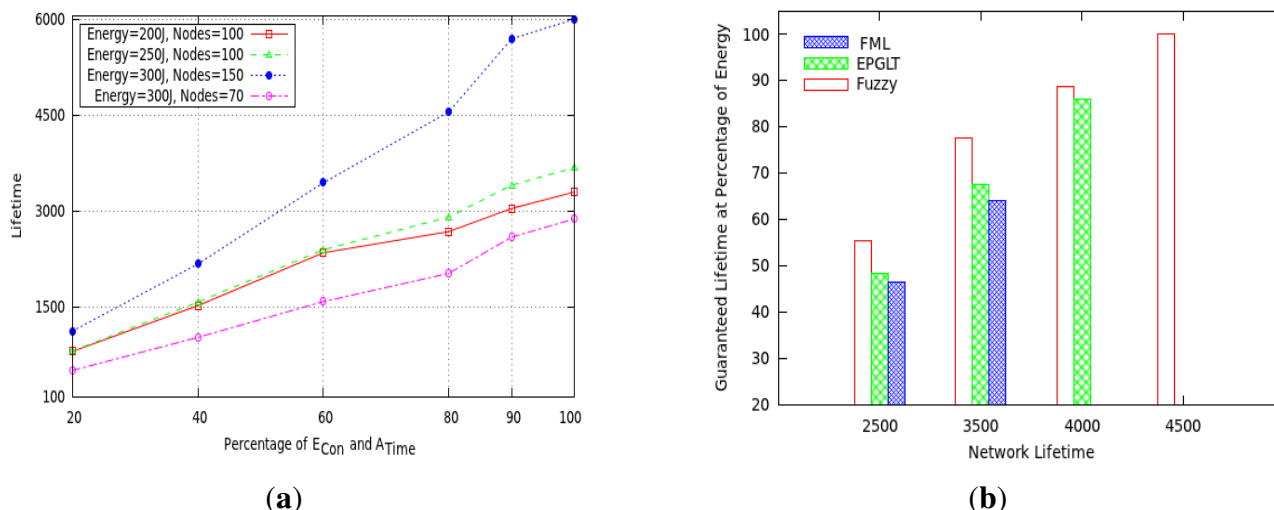 Energy=200J, Nodes=100
Energy=250J, Nodes=100
Energy=300J, Nodes=150
Energy=300J, Nodes=70
6000
4500
3000
1500
100
Lifetime
20 40 60 80 90 100
Percentage of E_Con and A_Time
(a)
FML
EPGLT
Fuzzy
100
90
80
70
60
50
40
30
20
Guaranteed Lifetime at Percentage of Energy
2500 3500 4000 4500
Network Lifetime
(b)